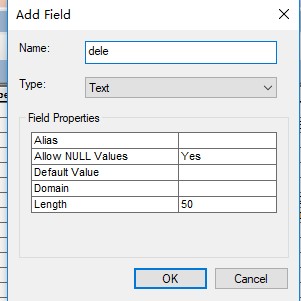 Add Field
Name: dele
Type: Text
Field Properties
Alias
Allow NULL Values Yes
Default Value
Domain
Length 50
OK Cancel